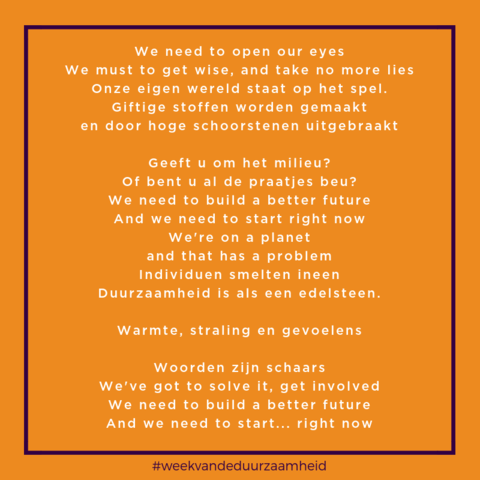 We need to open our eyes
We must to get wise, and take no more lies
Onze eigen wereld staat op het spel.
Giftige stoffen worden gemaakt
en door hoge schoorstenen uitgebraakt
Geeft u om het milieu?
Of bent u al de praatjes beu?
We need to build a better future
And we need to start right now
We're on a planet
and that has a problem
Individuen smelten ineen
Duurzaamheid is als een edelsteen.
Warmte, straling en gevoelens
Woorden zijn schaars
We've got to solve it, get involved
We need to build a better future
And we need to start... right now
#weekvandeduurzaamheid